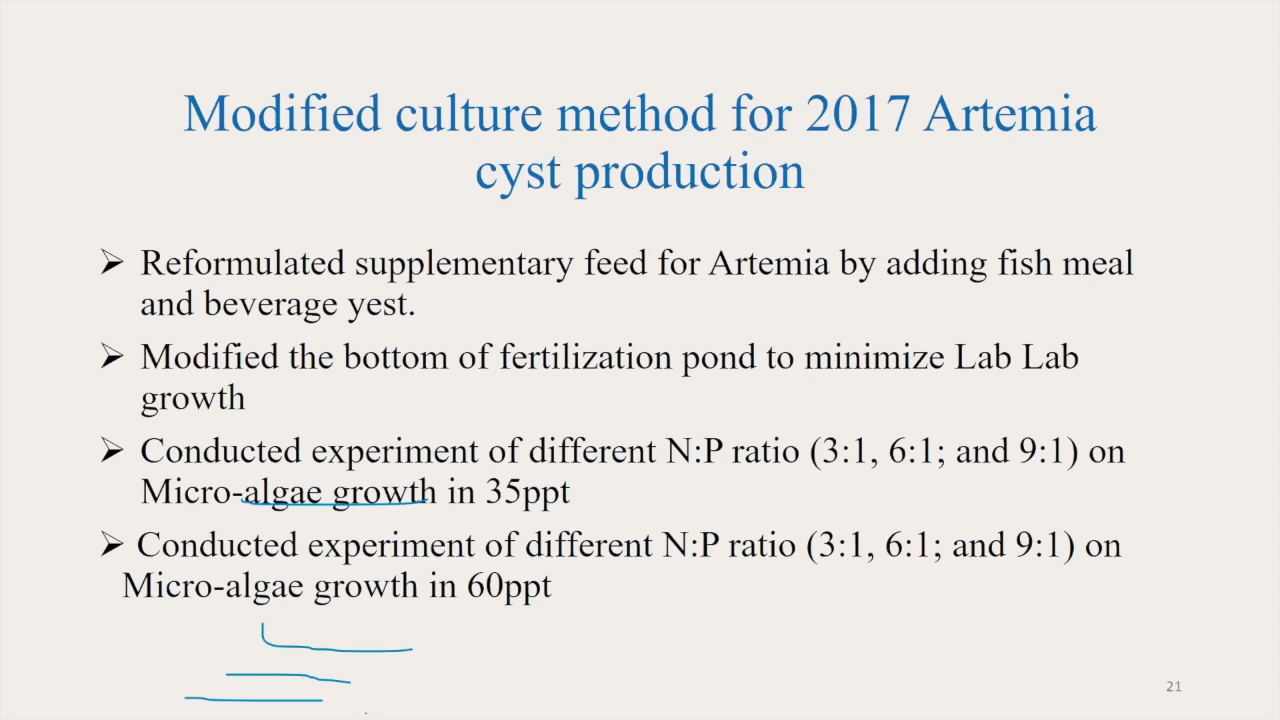 Modified culture method for 2017 Artemia
cyst production
➢ Reformulated supplementary feed for Artemia by adding fish meal
and beverage yest.
➢ Modified the bottom of fertilization pond to minimize Lab Lab
growth
➢ Conducted experiment of different N:P ratio (3:1, 6:1; and 9:1) on
Micro-algae growth in 35ppt
➢ Conducted experiment of different N:P ratio (3:1, 6:1; and 9:1) on
Micro-algae growth in 60ppt
21